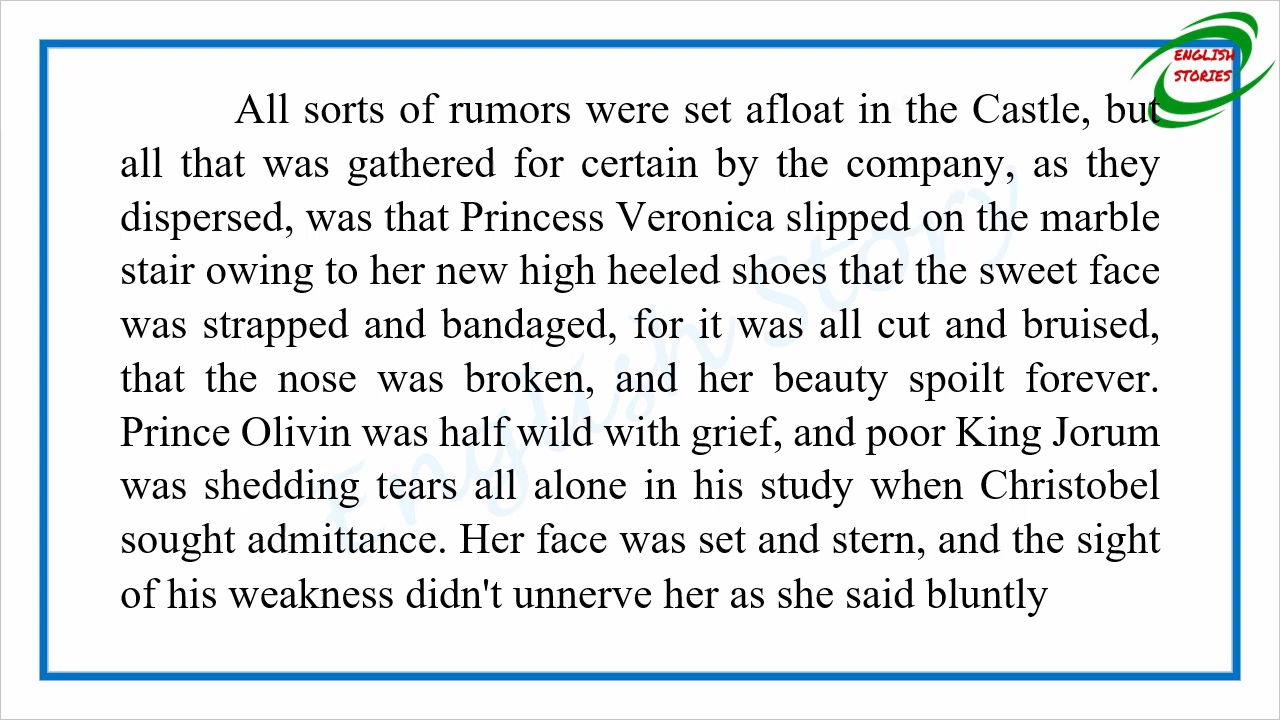 ENGLISH
STORIES
All sorts of rumors were set afloat in the Castle, but
all that was gathered for certain by the company, as they
dispersed, was that Princess Veronica slipped on the marble
stair owing to her new high heeled shoes that the sweet face
was strapped and bandaged, for it was all cut and bruised,
that the nose was broken, and her beauty spoilt forever.
Prince Olivin was half wild with grief, and poor King Jorum
was shedding tears all alone in his study when Christobel
sought admittance. Her face was set and stern, and the sight
of his weakness didn't unnerve her as she said bluntly
English Story